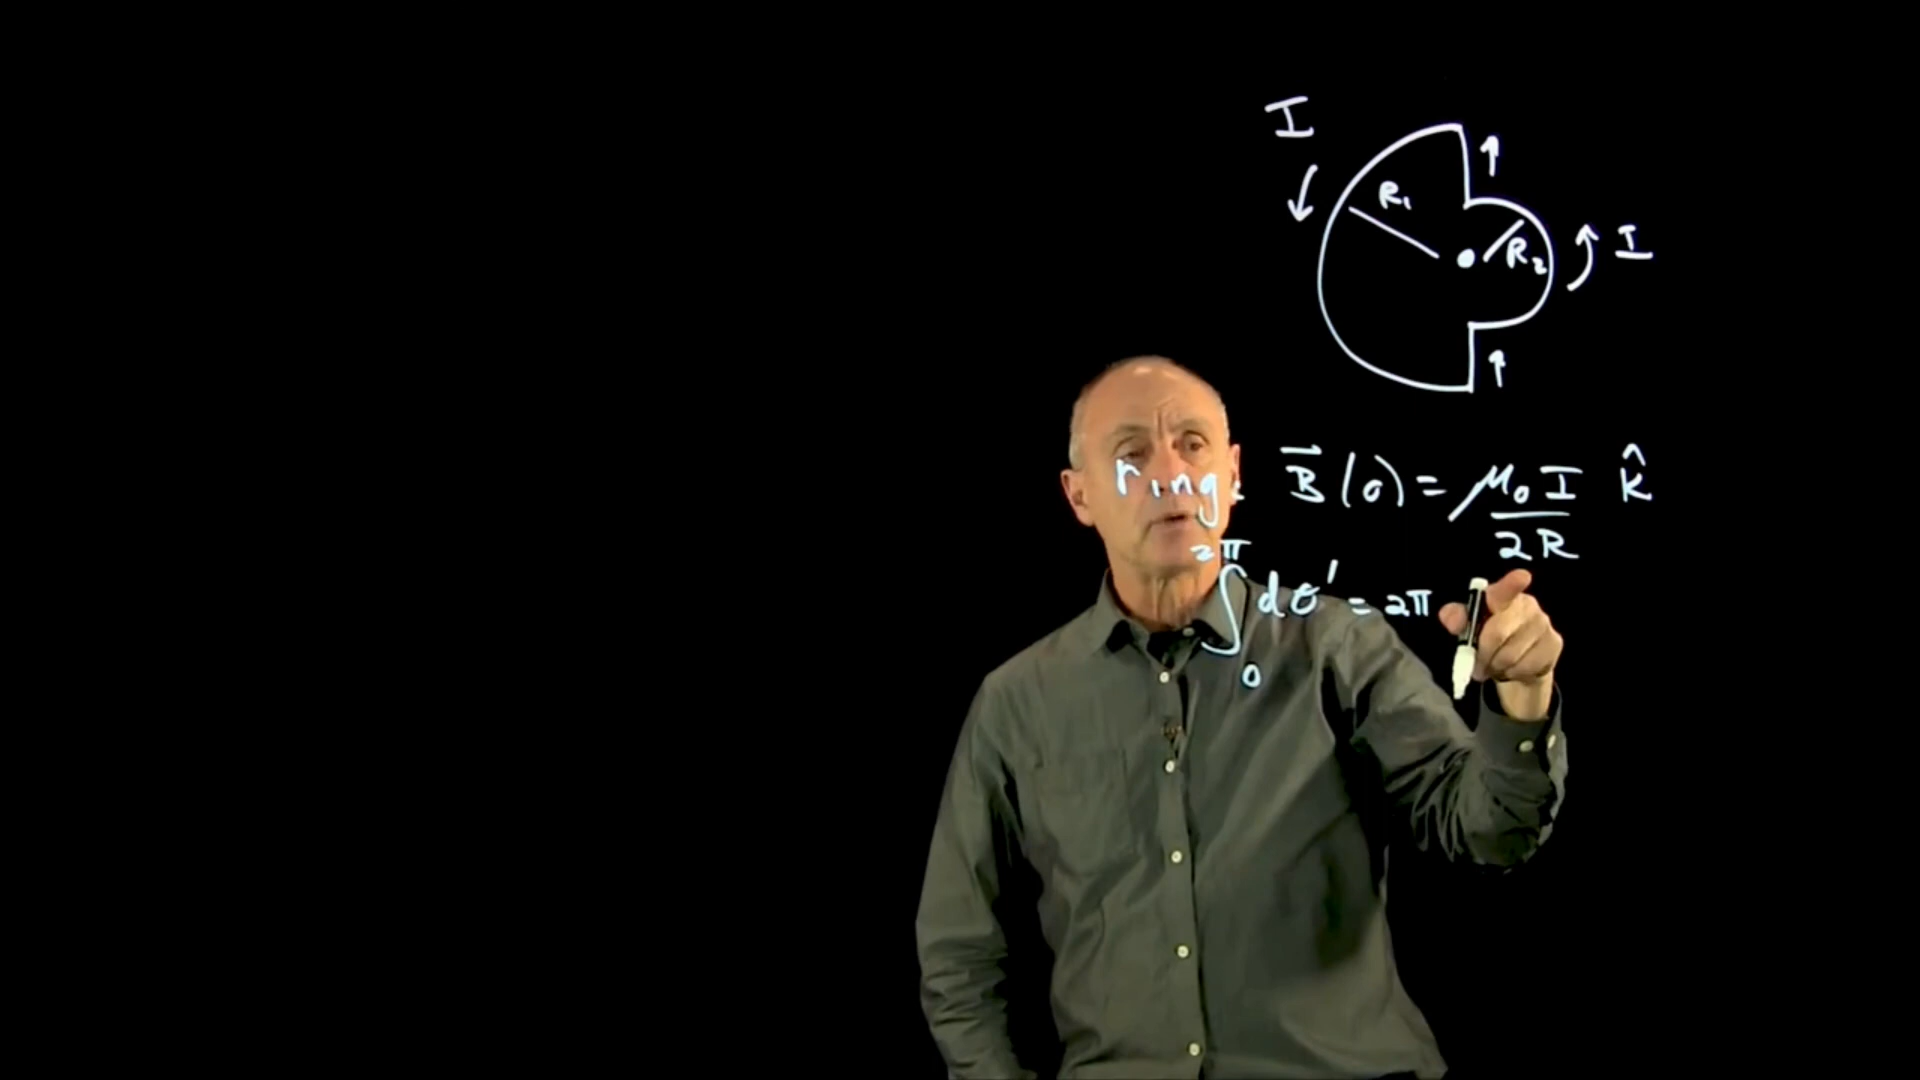 I
R₁
R₂
I
ring: B⃗(0) = μ₀I/2R k̂
∫₀^2π dθ' = 2π